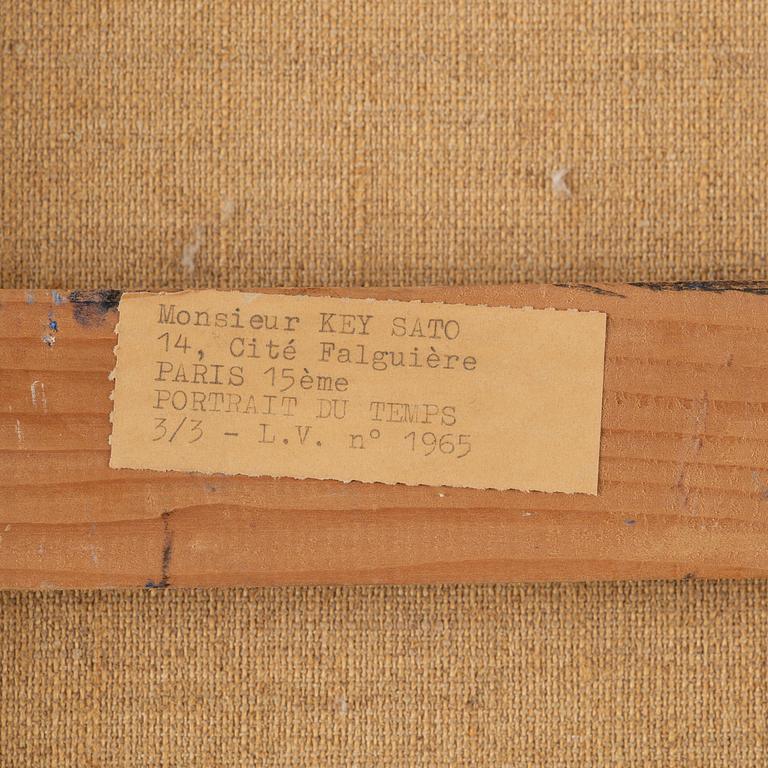 Monsieur KEY SATO
14, Cité Falguière
PARIS 15ème
PORTRAIT DU TEMPS
3/3 - L.V. n° 1965